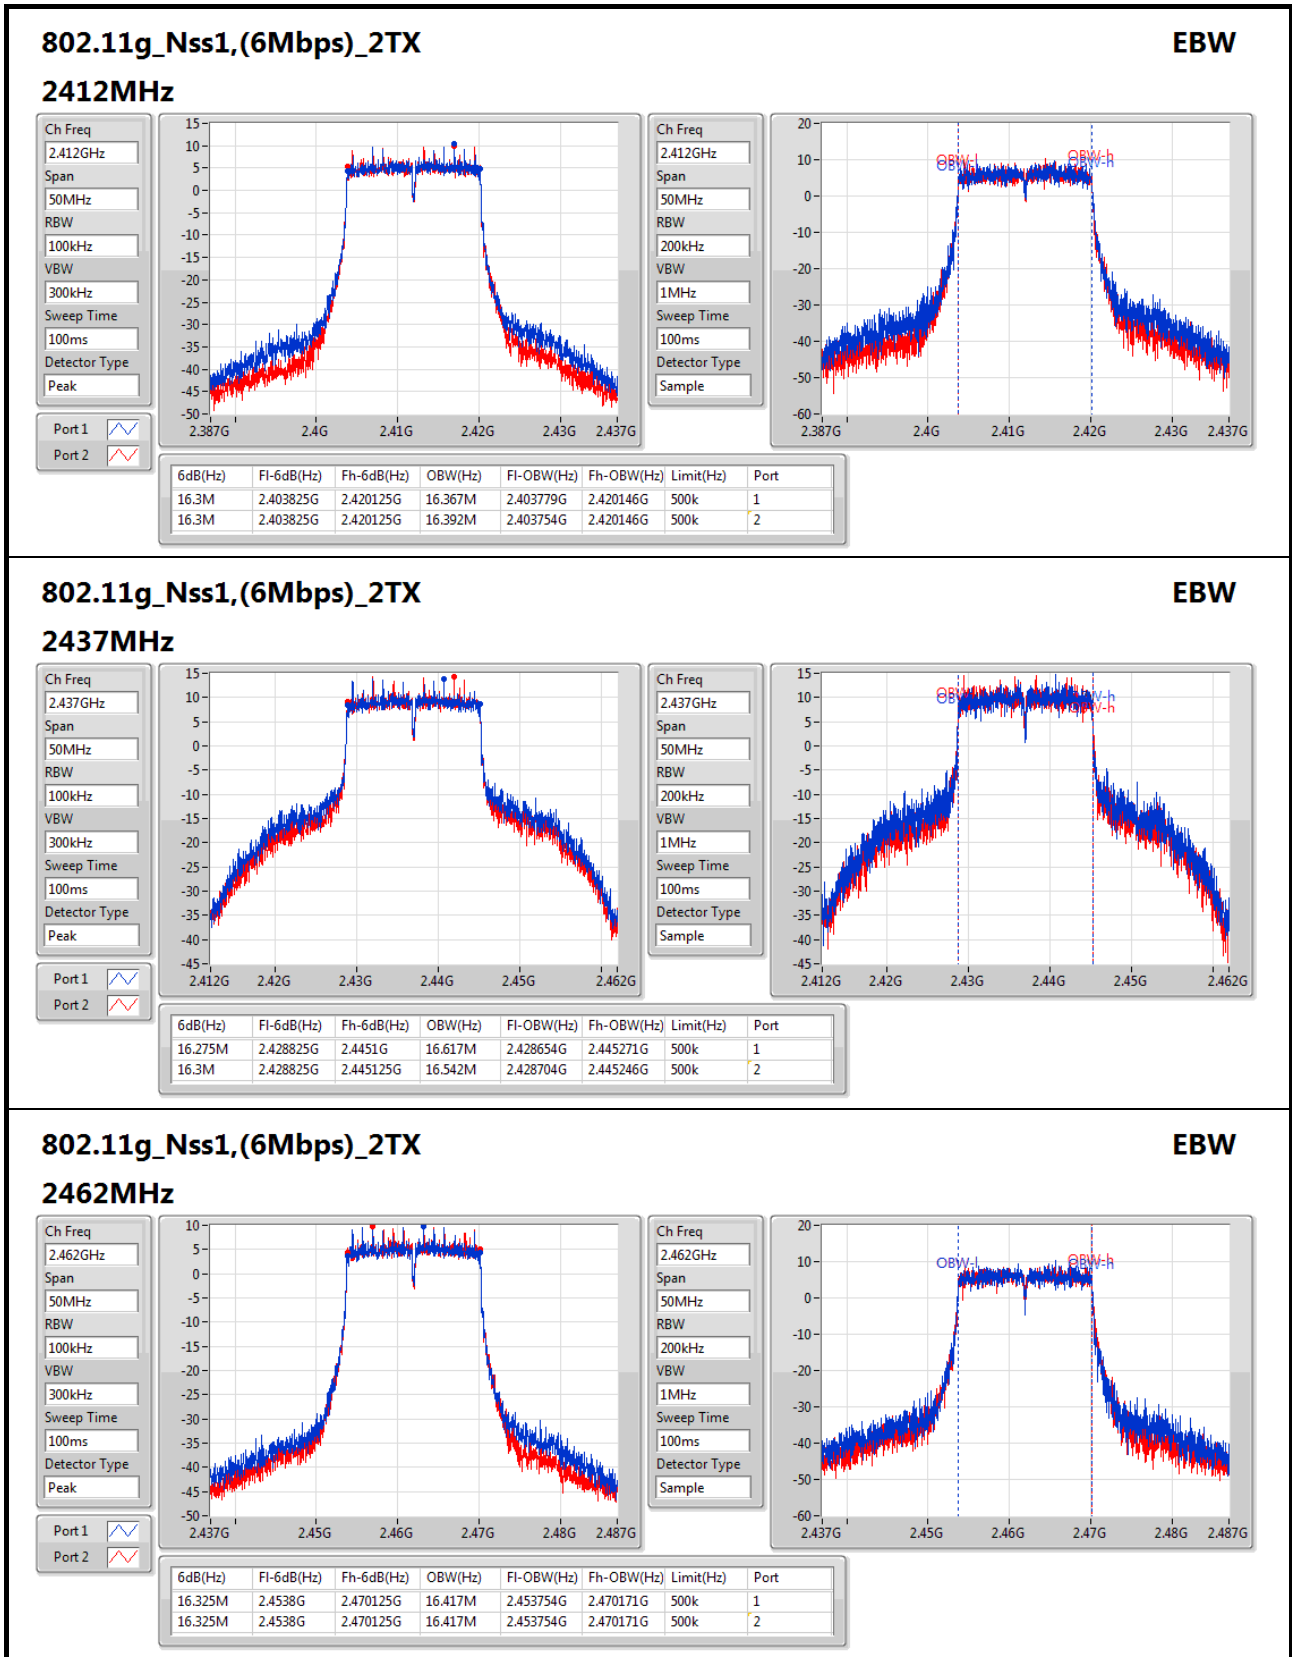 802.11g_Nss1,(6Mbps)_2TX EBW
2412MHz
Ch Freq
2.412GHz
Span
50MHz
RBW
100kHz
VBW
300kHz
Sweep Time
100ms
Detector Type
Peak
Port 1
Port 2
15
10
5
0
-5
-10
-15
-20
-25
-30
-35
-40
-45
-50
2.387G 2.4G 2.41G 2.42G 2.43G 2.437G
Ch Freq
2.412GHz
Span
50MHz
RBW
200kHz
VBW
1MHz
Sweep Time
100ms
Detector Type
Sample
20
10
0
-10
-20
-30
-40
-50
-60
OBW-l OBW-h
OBW-h
2.387G 2.4G 2.41G 2.42G 2.43G 2.437G
6dB(Hz) Fl-6dB(Hz) Fh-6dB(Hz) OBW(Hz) Fl-OBW(Hz) Fh-OBW(Hz) Limit(Hz) Port
16.3M 2.403825G 2.420125G 16.367M 2.403779G 2.420146G 500k 1
16.3M 2.403825G 2.420125G 16.392M 2.403754G 2.420146G 500k 2
802.11g_Nss1,(6Mbps)_2TX EBW
2437MHz
Ch Freq
2.437GHz
Span
50MHz
RBW
100kHz
VBW
300kHz
Sweep Time
100ms
Detector Type
Peak
Port 1
Port 2
15
10
5
0
-5
-10
-15
-20
-25
-30
-35
-40
-45
2.412G 2.42G 2.43G 2.44G 2.45G 2.462G
Ch Freq
2.437GHz
Span
50MHz
RBW
200kHz
VBW
1MHz
Sweep Time
100ms
Detector Type
Sample
15
10
5
0
-5
-10
-15
-20
-25
-30
-35
-40
-45
OBW-h
2.412G 2.42G 2.43G 2.44G 2.45G 2.462G
6dB(Hz) Fl-6dB(Hz) Fh-6dB(Hz) OBW(Hz) Fl-OBW(Hz) Fh-OBW(Hz) Limit(Hz) Port
16.275M 2.428825G 2.4451G 16.617M 2.428654G 2.445271G 500k 1
16.3M 2.428825G 2.445125G 16.542M 2.428704G 2.445246G 500k 2
802.11g_Nss1,(6Mbps)_2TX EBW
2462MHz
Ch Freq
2.462GHz
Span
50MHz
RBW
100kHz
VBW
300kHz
Sweep Time
100ms
Detector Type
Peak
Port 1
Port 2
10
5
0
-5
-10
-15
-20
-25
-30
-35
-40
-45
-50
2.437G 2.45G 2.46G 2.47G 2.48G 2.487G
Ch Freq
2.462GHz
Span
50MHz
RBW
200kHz
VBW
1MHz
Sweep Time
100ms
Detector Type
Sample
20
10
0
-10
-20
-30
-40
-50
-60
OBW-l OBW-h
OBW-h
2.437G 2.45G 2.46G 2.47G 2.48G 2.487G
6dB(Hz) Fl-6dB(Hz) Fh-6dB(Hz) OBW(Hz) Fl-OBW(Hz) Fh-OBW(Hz) Limit(Hz) Port
16.325M 2.4538G 2.470125G 16.417M 2.453754G 2.470171G 500k 1
16.325M 2.4538G 2.470125G 16.417M 2.453754G 2.470171G 500k 2